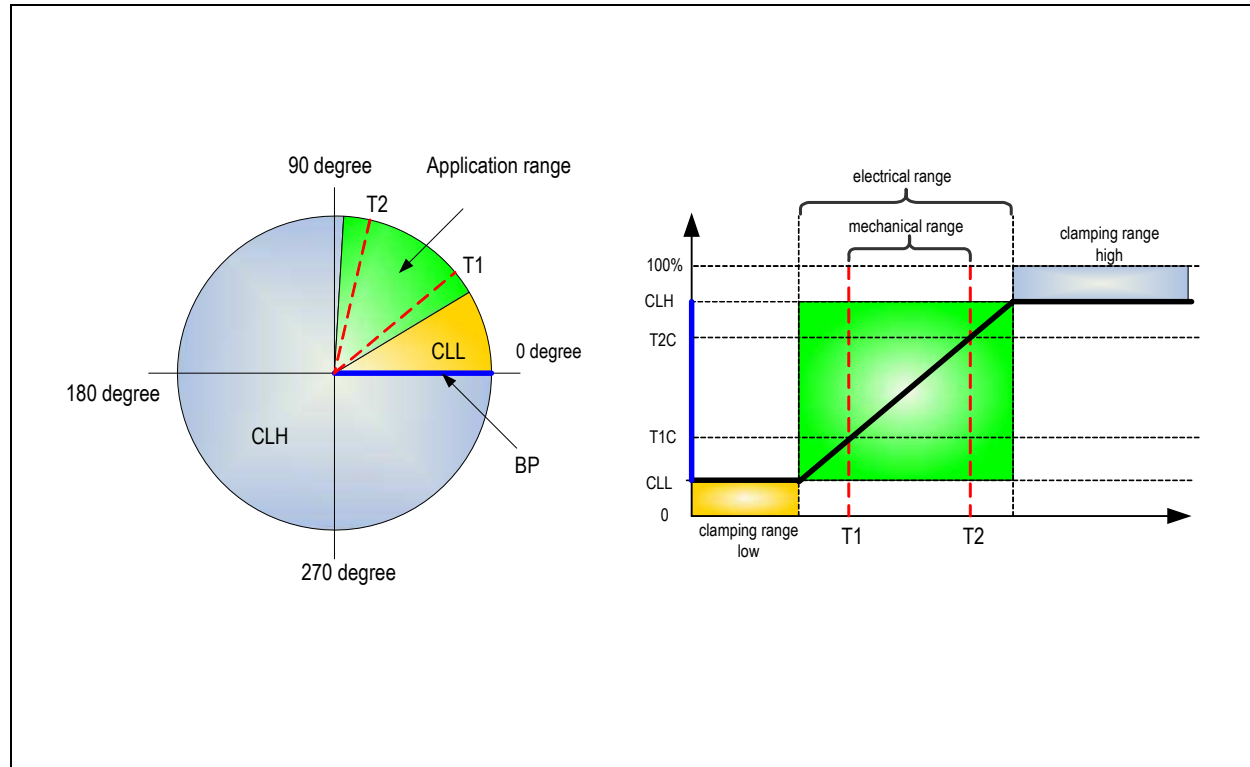 90 degree
Application range
T2
T1
CLL
0 degree
180 degree
CLH
BP
270 degree
electrical range
mechanical range
clamping range
high
100%
CLH
T2C
T1C
CLL
0
clamping range
low
T1
T2